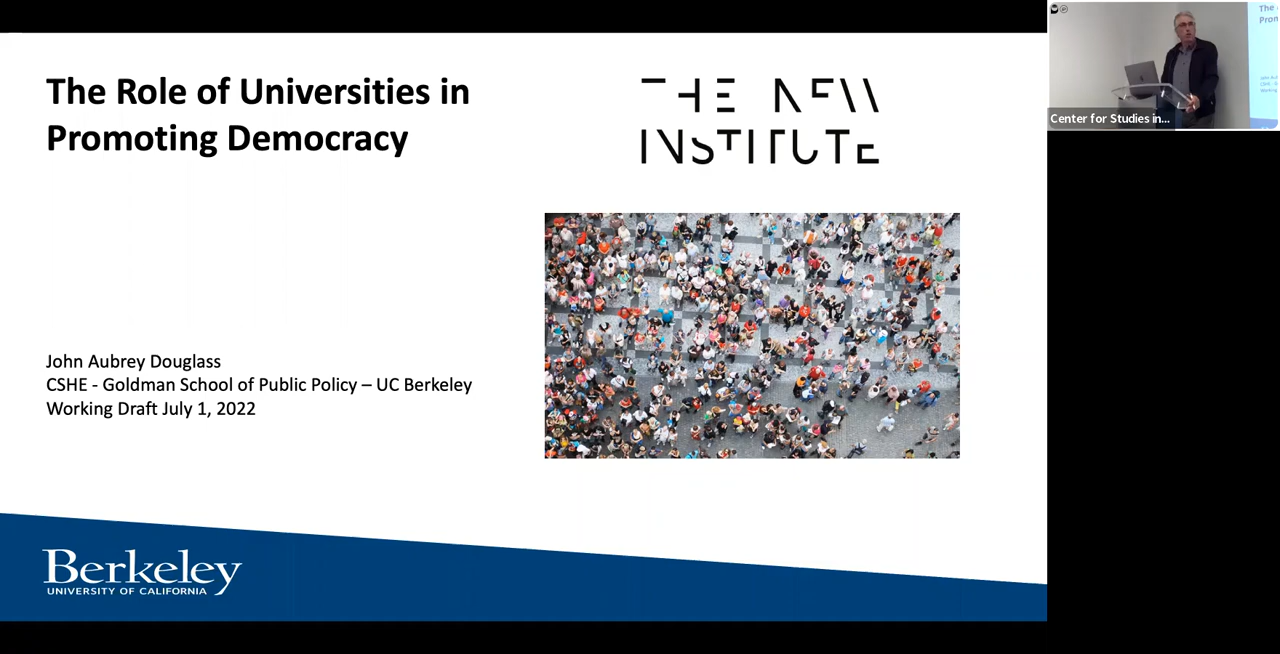 The Role of Universities in
Promoting Democracy
THE NEW
INSTITUTE
John Aubrey Douglass
CSHE - Goldman School of Public Policy – UC Berkeley
Working Draft July 1, 2022
Berkeley
UNIVERSITY OF CALIFORNIA
Center for Studies in...